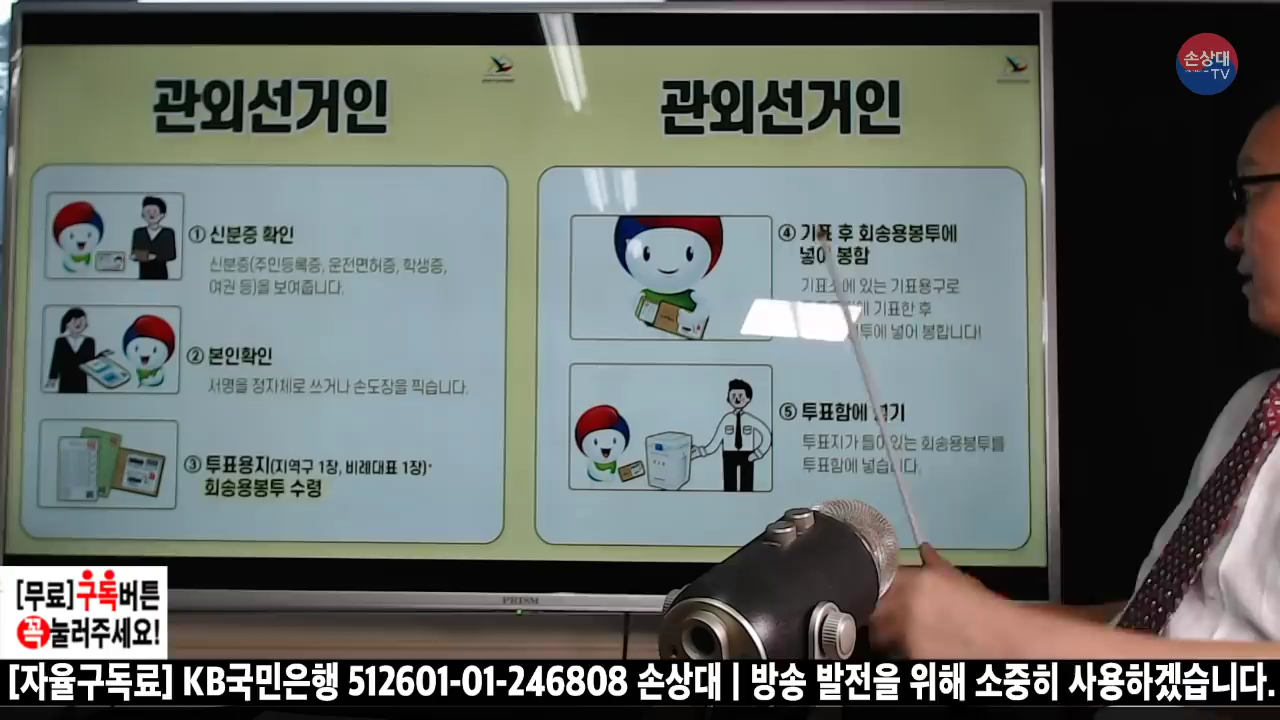 손상대
TV
관외선거인
관외선거인
① 신분증 확인
신분증(주민등록증, 운전면허증, 학생증,
여권 등)을 보여줍니다.
② 본인확인
서명을 정자체로 쓰거나 손도장을 찍습니다.
③ 투표용지(지역구 1장, 비례대표 1장)·
회송용봉투 수령
④ 기표 후 회송용봉투에
넣어 봉함
기표소에 있는 기표용구로
에 기표한 후
넣어 봉합니다!
⑤ 투표함에 넣기
투표지가 들어있는 회송용봉투를
투표함에 넣습니다.
PRISM
[무료]구독버튼
꼭눌러주세요!
[자율구독료] KB국민은행 512601-01-246808 손상대 | 방송 발전을 위해 소중히 사용하겠습니다.